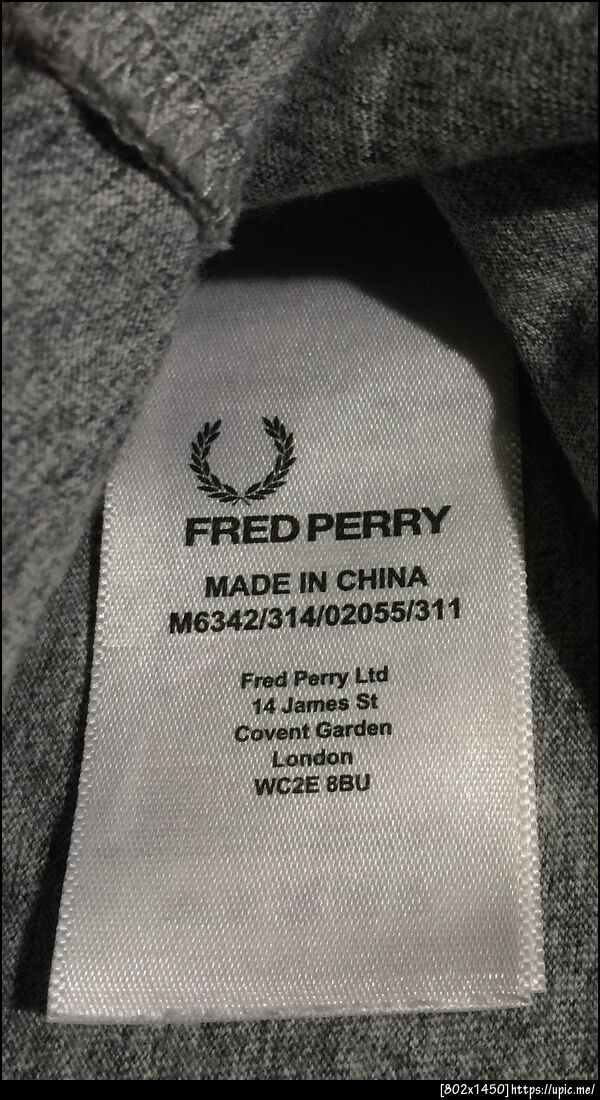 FRED PERRY
MADE IN CHINA
M6342/314/02055/311
Fred Perry Ltd
14 James St
Covent Garden
London
WC2E 8BU
[802x1450]https://upic.me/